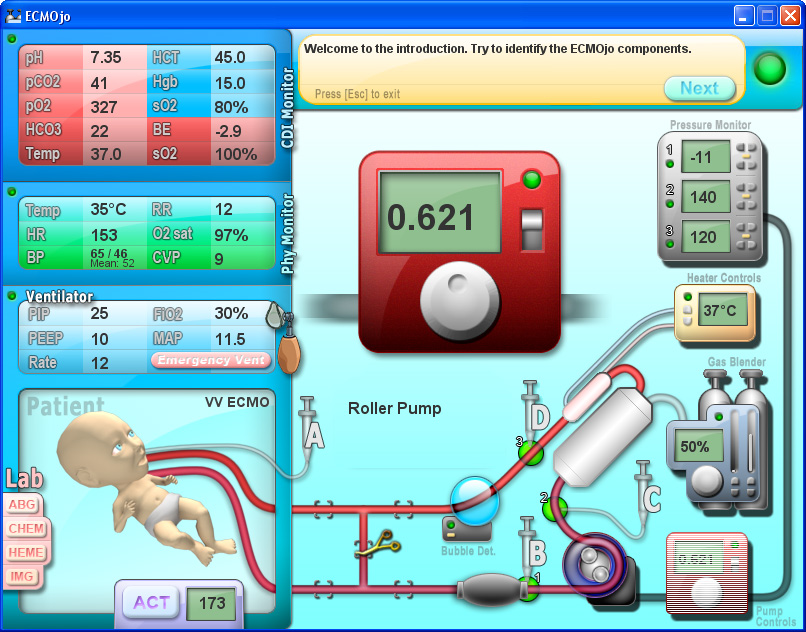 ECMOjo
Welcome to the introduction. Try to identify the ECMOjo components.
Press [Esc] to exit
Next
pH 7.35 HCT 45.0
pCO2 41 Hgb 15.0
pO2 327 sO2 80%
HCO3 22 BE -2.9
Temp 37.0 sO2 100%
CDI Monitor
Temp 35°C RR 12
HR 153 O2 sat 97%
BP 65 / 46 Mean: 52 CVP 9
Phy Monitor
Ventilator
PIP 25 FiO2 30%
PEEP 10 MAP 11.5
Rate 12 Emergency Vent
Patient
VV ECMO
Lab
ABG
CHEM
HEME
IMG
ACT 173
0.621
Roller Pump
Pressure Monitor
1 -11
2 140
3 120
Heater Controls
37°C
Gas Blender
50%
A
D
3
C
2
B
1
Bubble Det.
0.621
Pump
Controls